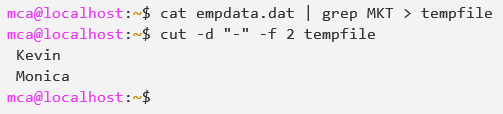 mca@localhost:~$ cat empdata.dat | grep MKT > tempfile
mca@localhost:~$ cut -d "-" -f 2 tempfile
 Kevin
 Monica
mca@localhost:~$